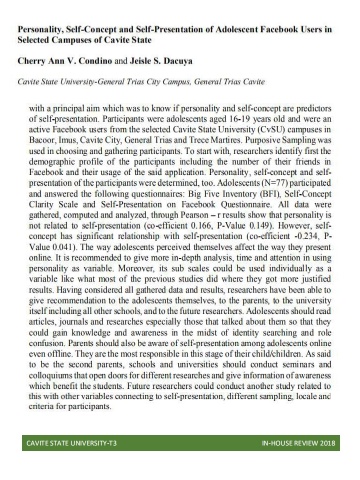 Personality, Self-Concept and Self-Presentation of Adolescent Facebook Users in
Selected Campuses of Cavite State
Cherry Ann V. Condino and Jeisle S. Dacuya
Cavite State University-General Trias City Campus, General Trias Cavite
with a principal aim which was to know if personality and self-concept are predictors
of self-presentation. Participants were adolescents aged 16-19 years old and were an
active Facebook users from the selected Cavite State University (CvSU) campuses in
Bacoor, Imus, Cavite City, General Trias and Trece Martires. Purposive Sampling was
used in choosing and gathering participants. To start with, researchers identify first the
demographic profile of the participants including the number of their friends in
Facebook and their usage of the said application. Personality, self-concept and self-
presentation of the participants were determined, too. Adolescents (N=77) participated
and answered the following questionnaires: Big Five Inventory (BFI), Self-Concept
Clarity Scale and Self-Presentation on Facebook Questionnaire. All data were
gathered, computed and analyzed, through Pearson – r results show that personality is
not related to self-presentation (co-efficient 0.166, P-Value 0.149). However, self-
concept has significant relationship with self-presentation (co-efficient -0.234, P-
Value 0.041). The way adolescents perceived themselves affect the way they present
online. It is recommended to give more in-depth analysis, time and attention in using
personality as variable. Moreover, its sub scales could be used individually as a
variable like what most of the previous studies did where they got more justified
results. Having considered all gathered data and results, researchers have been able to
give recommendation to the adolescents themselves, to the parents, to the university
itself including all other schools, and to the future researchers. Adolescents should read
articles, journals and researches especially those that talked about them so that they
could gain knowledge and awareness in the midst of identity searching and role
confusion. Parents should also be aware of self-presentation among adolescents online
even offline. They are the most responsible in this stage of their child/children. As said
to be the second parents, schools and universities should conduct seminars and
colloquiums that open doors for different researches and give information of awareness
which benefit the students. Future researchers could conduct another study related to
this with other variables connecting to self-presentation, different sampling, locale and
criteria for participants.
CAVITE STATE UNIVERSITY-T3 IN-HOUSE REVIEW 2018